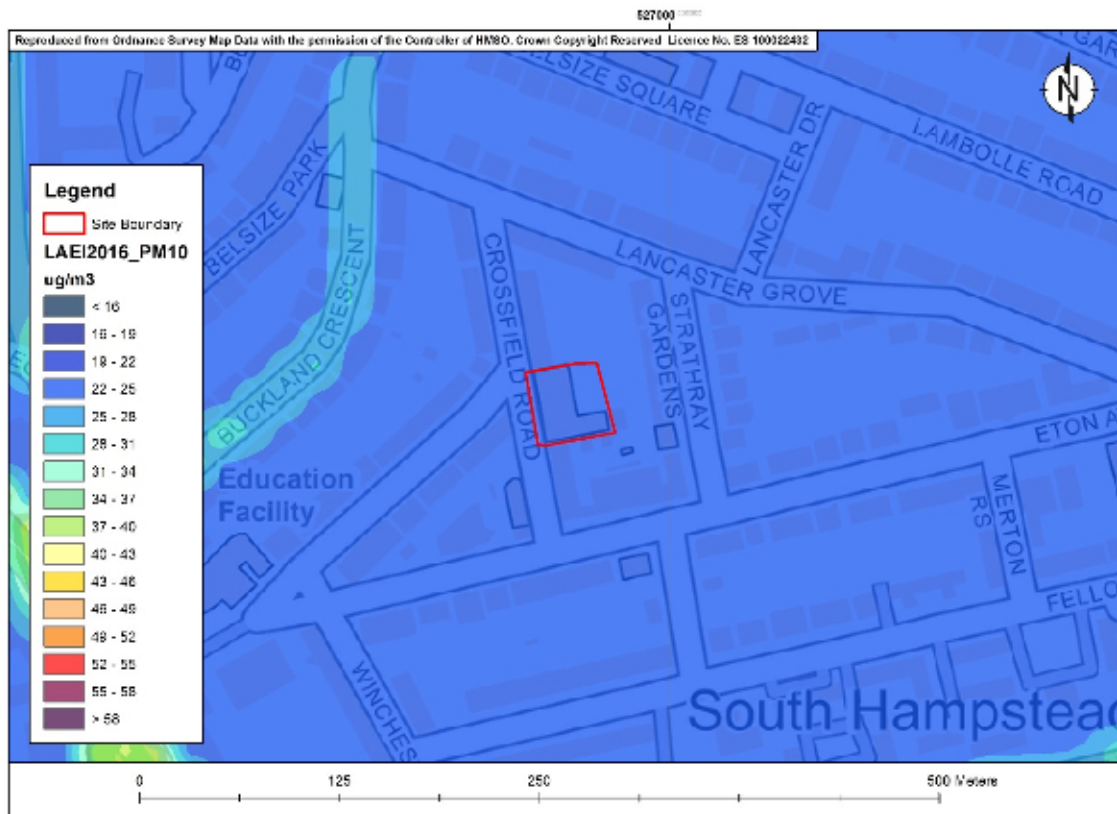 527000
Reproduced from Ordnance Survey Map Data with the permission of the Controller of HMSO. Crown Copyright Reserved Licence No. ES 100022432
N
BELSIZE SQUARE
LANCASTER DR
LAMBOLLE ROAD
BELSIZE PARK
BUCKLAND CRESCENT
CROSSFIELD ROAD
LANCASTER GROVE
STRATHRAY
GARDENS
ETON A
MERTON
RS
FELLO
WINCHES
Education
Facility
South Hampstead
Legend
Site Boundary
LAEI2016_PM10
ug/m3
< 16
16 - 19
19 - 22
22 - 25
25 - 28
28 - 31
31 - 34
34 - 37
37 - 40
40 - 43
43 - 46
46 - 49
49 - 52
52 - 55
55 - 58
> 58
0
125
250
500 Meters